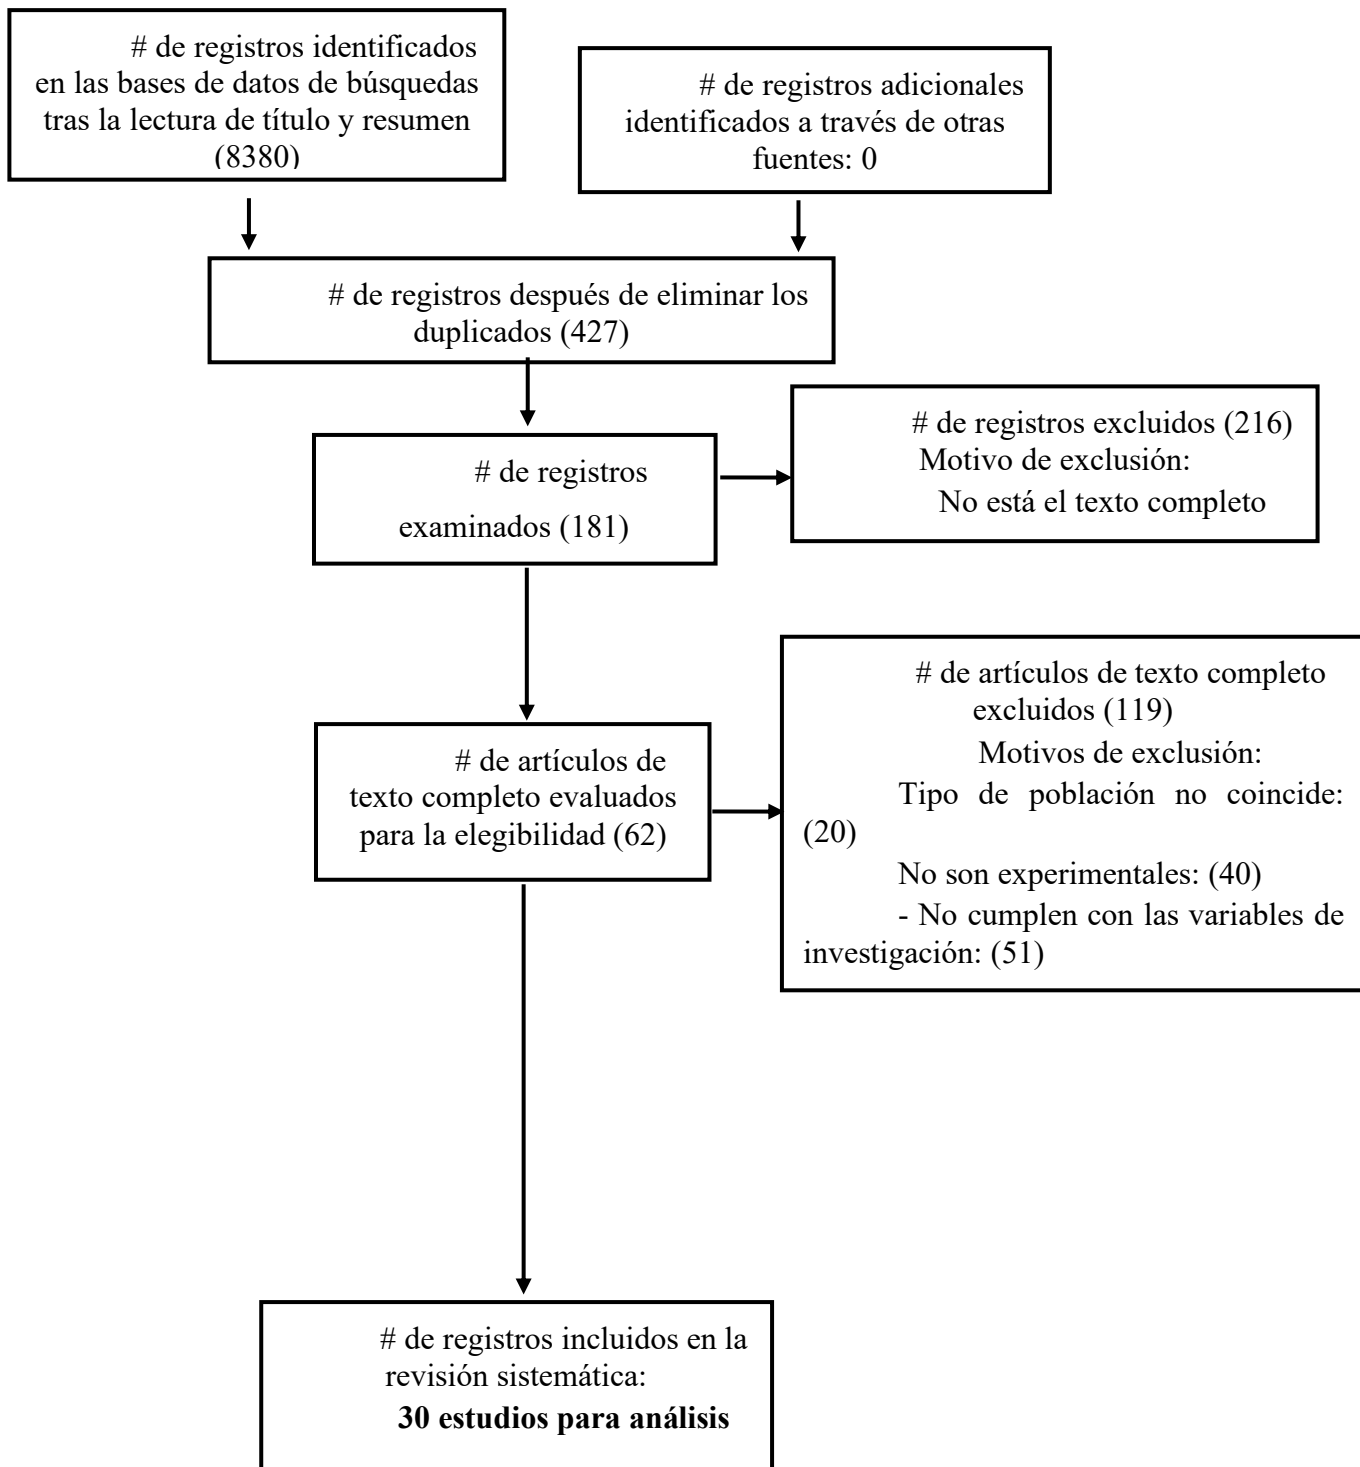 # de registros identificados
en las bases de datos de búsquedas
tras la lectura de título y resumen
(8380)
# de registros adicionales
identificados a través de otras
fuentes: 0
# de registros después de eliminar los
duplicados (427)
# de registros excluidos (216)
Motivo de exclusión:
No está el texto completo
# de registros
examinados (181)
# de artículos de texto completo
excluidos (119)
Motivos de exclusión:
Tipo de población no coincide:
(20)
No son experimentales: (40)
- No cumplen con las variables de
investigación: (51)
# de artículos de
texto completo evaluados
para la elegibilidad (62)
# de registros incluidos en la
revisión sistemática:
30 estudios para análisis